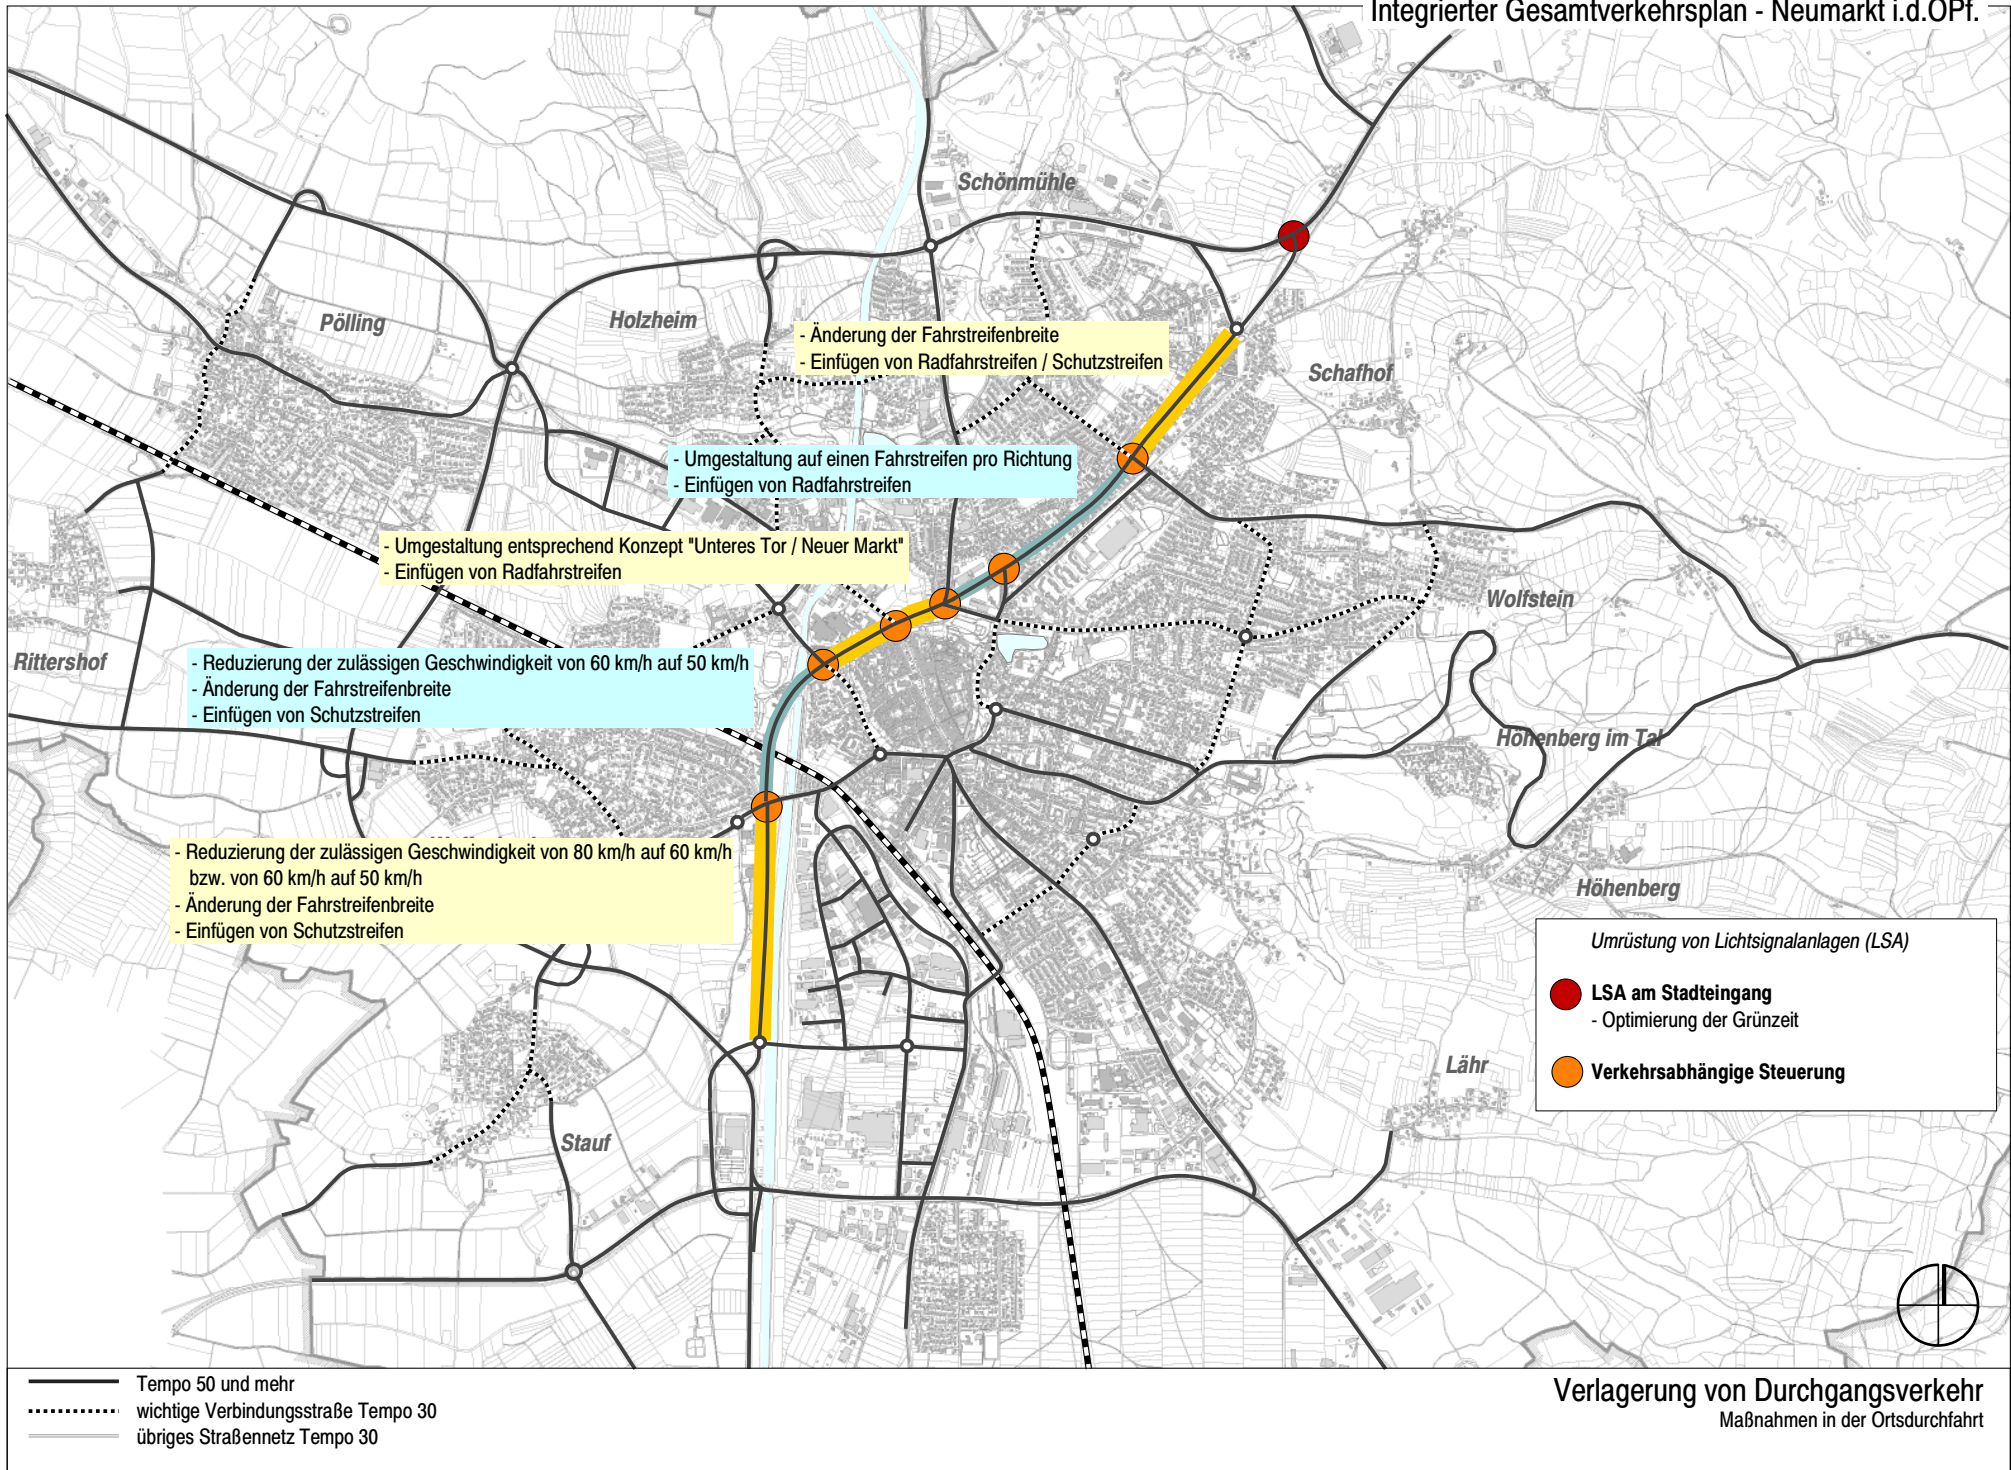 Integrierter Gesamtverkehrsplan - Neumarkt i.d.OPf.
Schönmühle
Pölling
Holzheim
- Änderung der Fahrstreifenbreite
- Einfügen von Radfahrstreifen / Schutzstreifen
Schafhof
- Umgestaltung auf einen Fahrstreifen pro Richtung
- Einfügen von Radfahrstreifen
- Umgestaltung entsprechend Konzept "Unteres Tor / Neuer Markt"
- Einfügen von Radfahrstreifen
Wolfstein
Rittershof
- Reduzierung der zulässigen Geschwindigkeit von 60 km/h auf 50 km/h
- Änderung der Fahrstreifenbreite
- Einfügen von Schutzstreifen
Höhenberg im Tal
- Reduzierung der zulässigen Geschwindigkeit von 80 km/h auf 60 km/h
bzw. von 60 km/h auf 50 km/h
- Änderung der Fahrstreifenbreite
- Einfügen von Schutzstreifen
Höhenberg
Umrüstung von Lichtsignalanlagen (LSA)
LSA am Stadteingang
- Optimierung der Grünzeit
Verkehrsabhängige Steuerung
Lähr
Stauf
Tempo 50 und mehr
wichtige Verbindungsstraße Tempo 30
übriges Straßennetz Tempo 30
Verlagerung von Durchgangsverkehr
Maßnahmen in der Ortsdurchfahrt